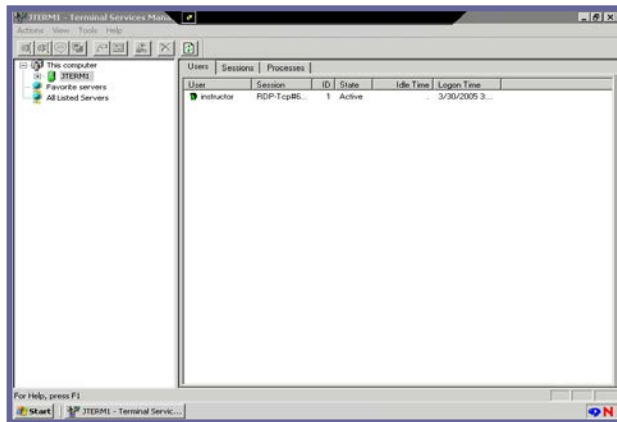 JTERM1 - Terminal Services Mana
Actions View Tools Help
This computer
JTERM1
Favorite servers
All Listed Servers
Users Sessions Processes
User Session ID State Idle Time Logon Time
instructor RDP-Tcp#6... 1 Active . 3/30/2005 3:...
For Help, press F1
Start JTERM1 - Terminal Servic...
N